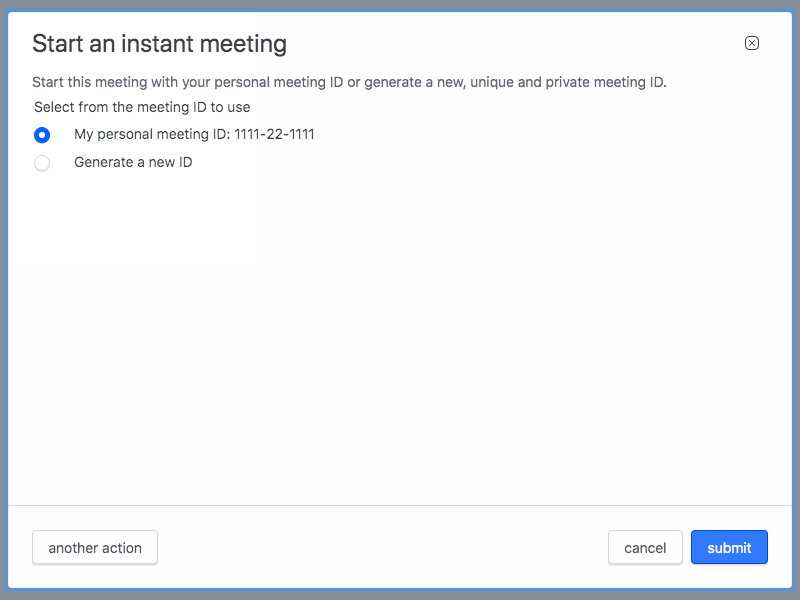 Start an instant meeting
Start this meeting with your personal meeting ID or generate a new, unique and private meeting ID.
Select from the meeting ID to use
My personal meeting ID: 1111-22-1111
Generate a new ID
another action
cancel
submit